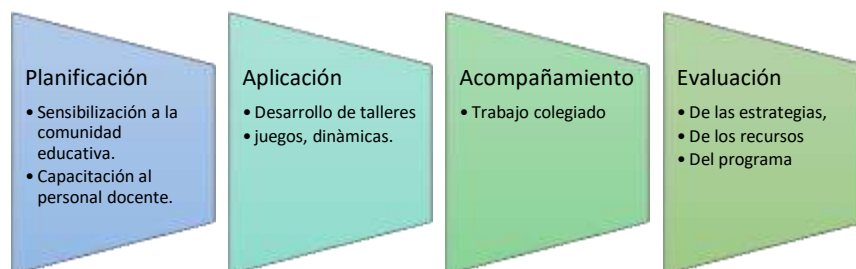 Planificación
• Sensibilización a la
comunidad
educativa.
• Capacitación al
personal docente.
Aplicación
• Desarrollo de talleres
• juegos, dinàmicas.
Acompañamiento
• Trabajo colegiado
Evaluación
• De las estrategias,
• De los recursos
• Del programa